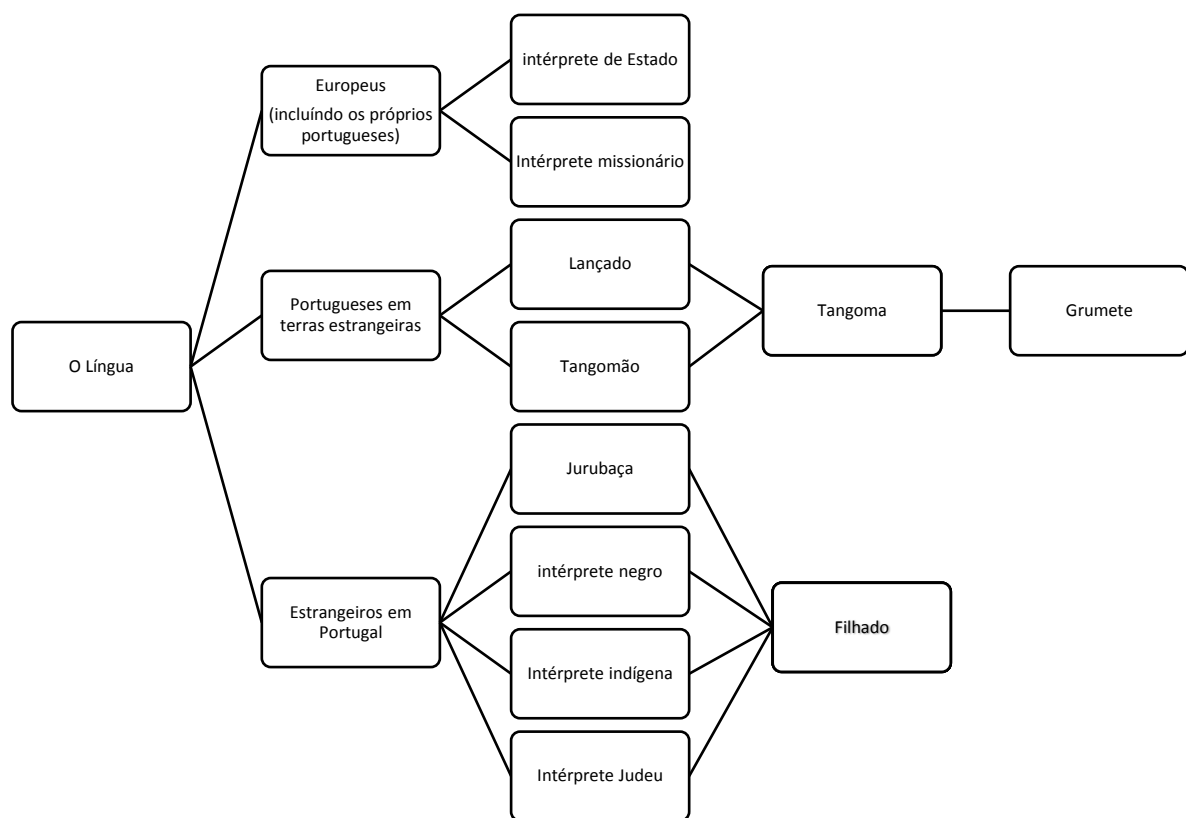 intérprete de Estado
Europeus
(incluíndo os próprios
portugueses)
Intérprete missionário
Lançado
Portugueses em
terras estrangeiras
Tangoma
Grumete
O Língua
Tangomão
Jurubaça
intérprete negro
Estrangeiros em
Portugal
Filhado
Intérprete indígena
Intérprete Judeu